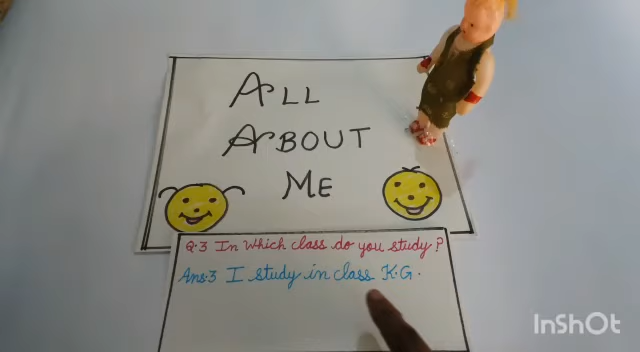 ALL
ABOUT
ME
Q.3 In Which class do you study?
Ans:3 I study in class K.G.
InShOt